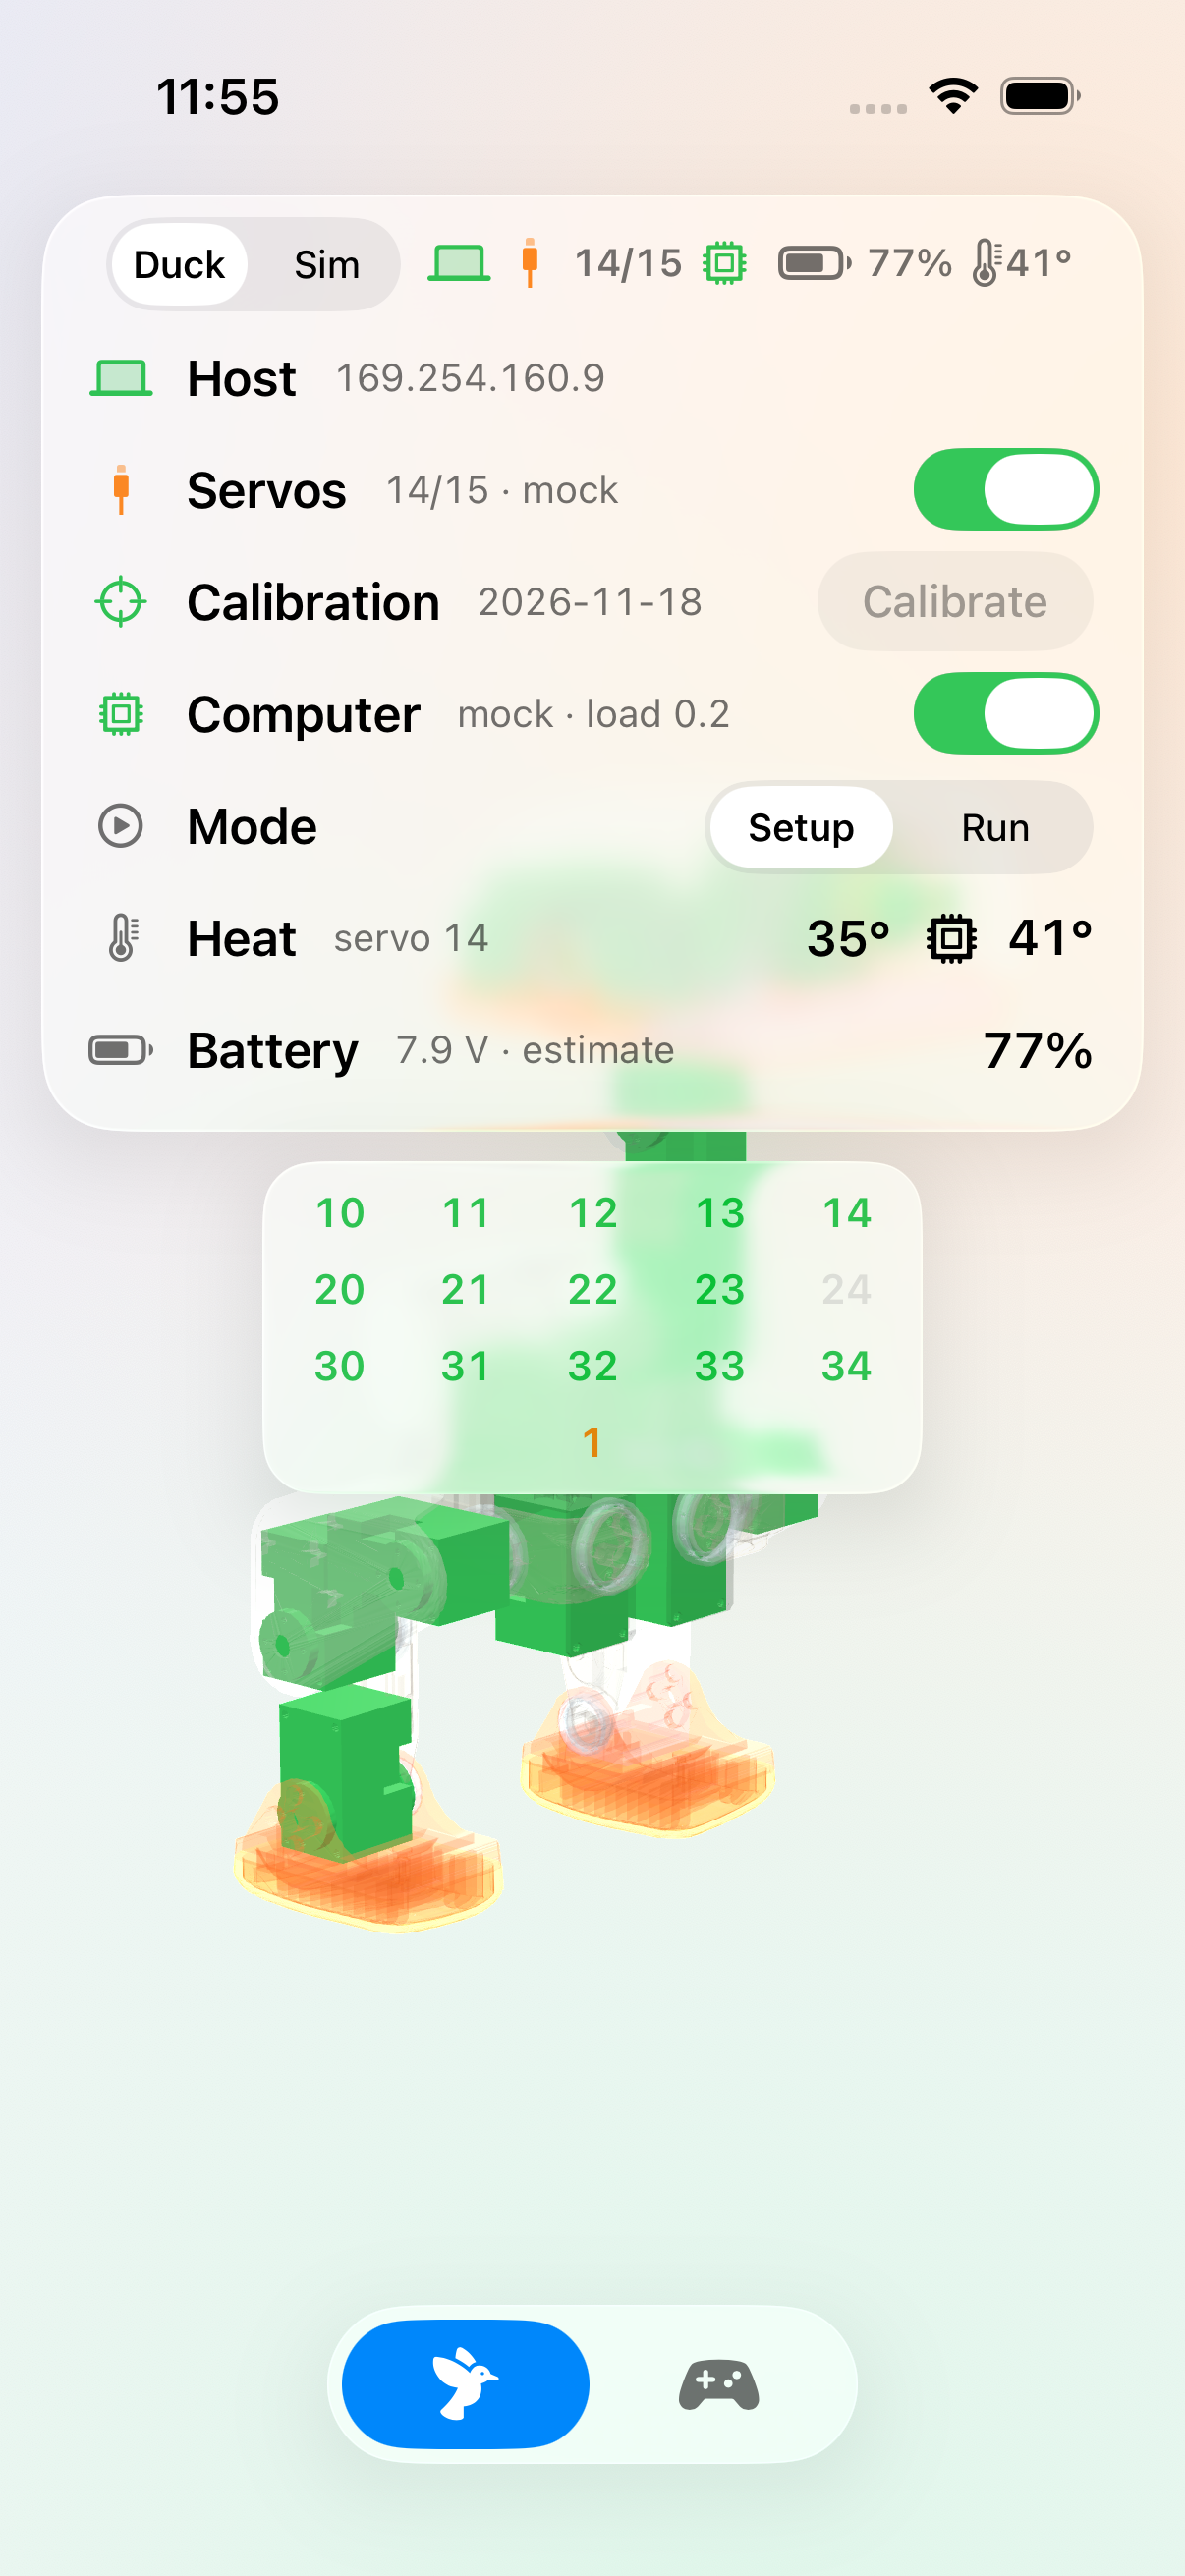 11:55
Duck Sim 14/15 77% 41°
Host 169.254.160.9
Servos 14/15 · mock
Calibration 2026-11-18 Calibrate
Computer mock · load 0.2
Mode Setup Run
Heat servo 14 35° 41°
Battery 7.9 V · estimate 77%
10 11 12 13 14
20 21 22 23 24
30 31 32 33 34
1